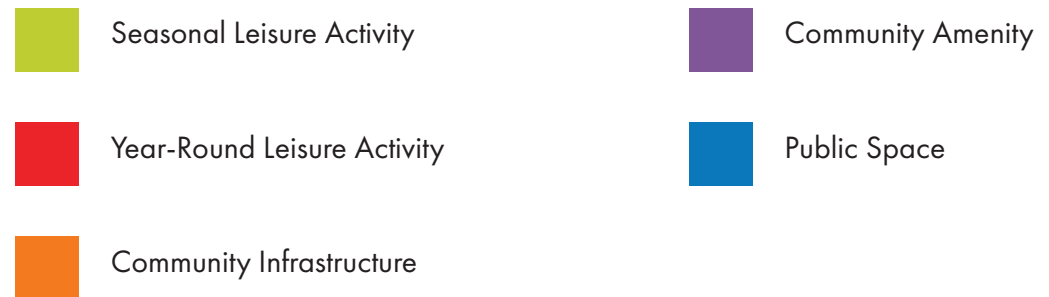 Seasonal Leisure Activity
Year-Round Leisure Activity
Community Infrastructure
Community Amenity
Public Space